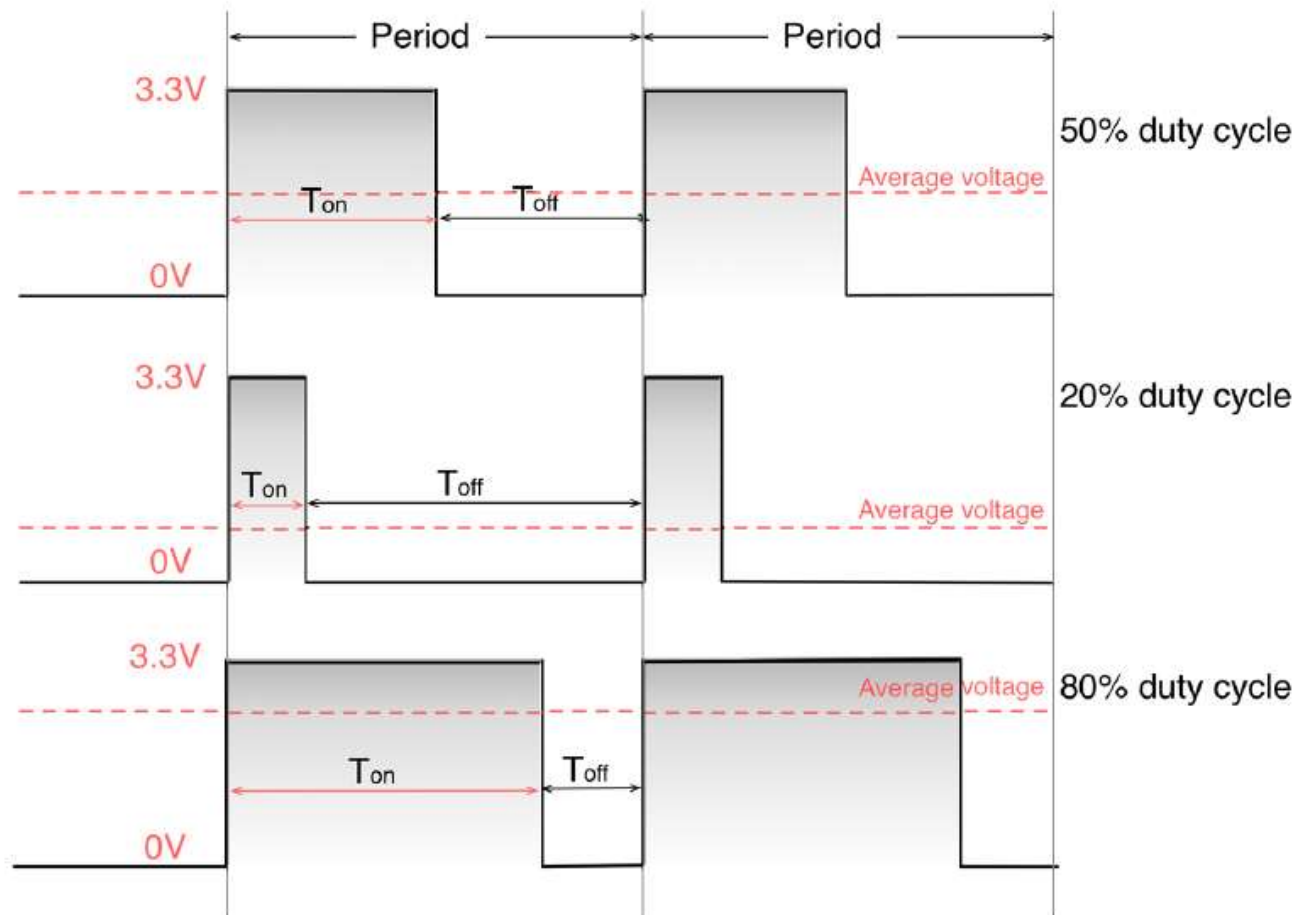 Period Period
3.3V
50% duty cycle
Average voltage
Ton Toff
0V
3.3V
20% duty cycle
Ton Toff
Average voltage
0V
3.3V
Average voltage 80% duty cycle
Ton Toff
0V